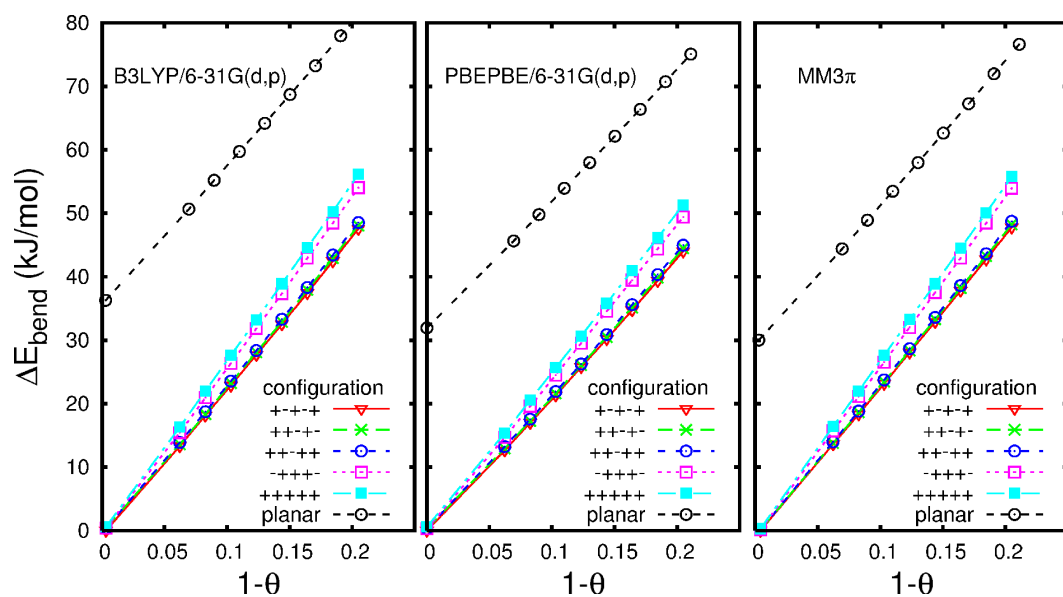 80
70
60
50
40
30
20
10
0
ΔE_bend (kJ/mol)
B3LYP/6-31G(d,p)
configuration
+-+-+
++-+-
++-++
-+++-
+++++
planar
0 0.05 0.1 0.15 0.2
1-θ
PBEPBE/6-31G(d,p)
configuration
+-+-+
++-+-
++-++
-+++-
+++++
planar
0 0.05 0.1 0.15 0.2
1-θ
MM3π
configuration
+-+-+
++-+-
++-++
-+++-
+++++
planar
0 0.05 0.1 0.15 0.2
1-θ